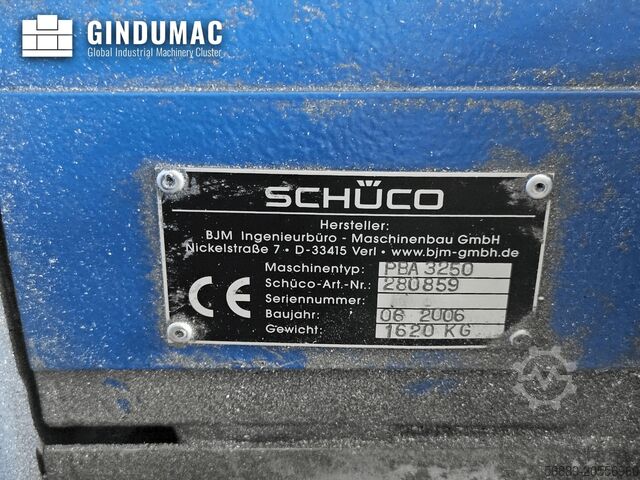 GINDUMAC
Global Industrial Machinery Cluster
SCHÜCO
Hersteller:
BJM Ingenieurbüro - Maschinenbau GmbH
Nickelstraße 7 • D-33415 Verl • www.bjm-gmbh.de
Maschinentyp: PBA 3250
Schüco-Art.-Nr.: 280859
Seriennummer:
Baujahr: 06 2006
Gewicht: 1620 KG
CE